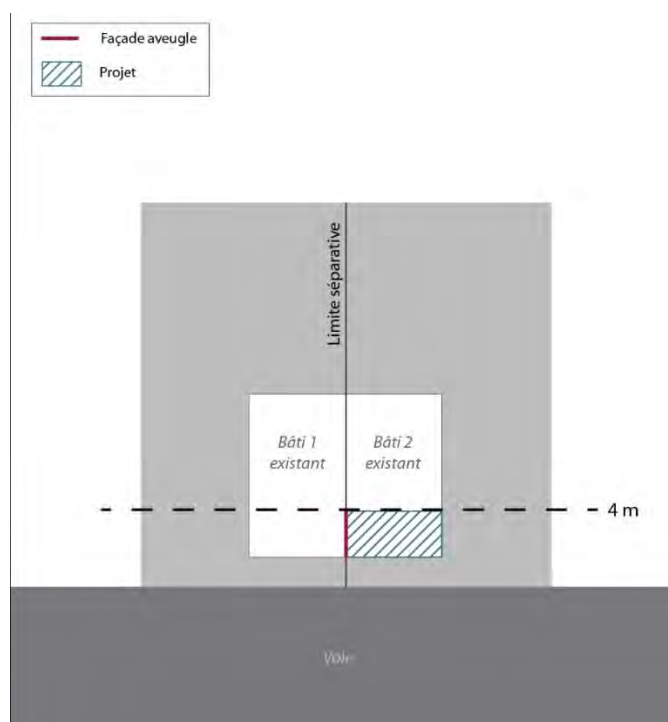 Façade aveugle
Projet
Limite séparative
Bâti 1
existant
Bâti 2
existant
4 m
Voie